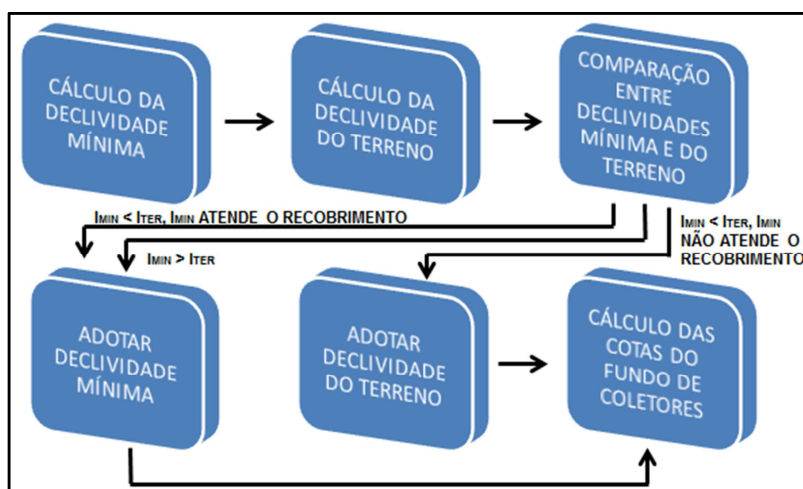 CÁLCULO DA
DECLIVIDADE
MÍNIMA
CÁLCULO DA
DECLIVIDADE
DO TERRENO
COMPARAÇÃO
ENTRE
DECLIVIDADES
MÍNIMA E DO
TERRENO
IMIN < ITER, IMIN ATENDE O RECOBRIMENTO
IMIN > ITER
IMIN < ITER, IMIN
NÃO ATENDE O
RECOBRIMENTO
ADOTAR
DECLIVIDADE
MÍNIMA
ADOTAR
DECLIVIDADE
DO TERRENO
CÁLCULO DAS
COTAS DO
FUNDO DE
COLETORES